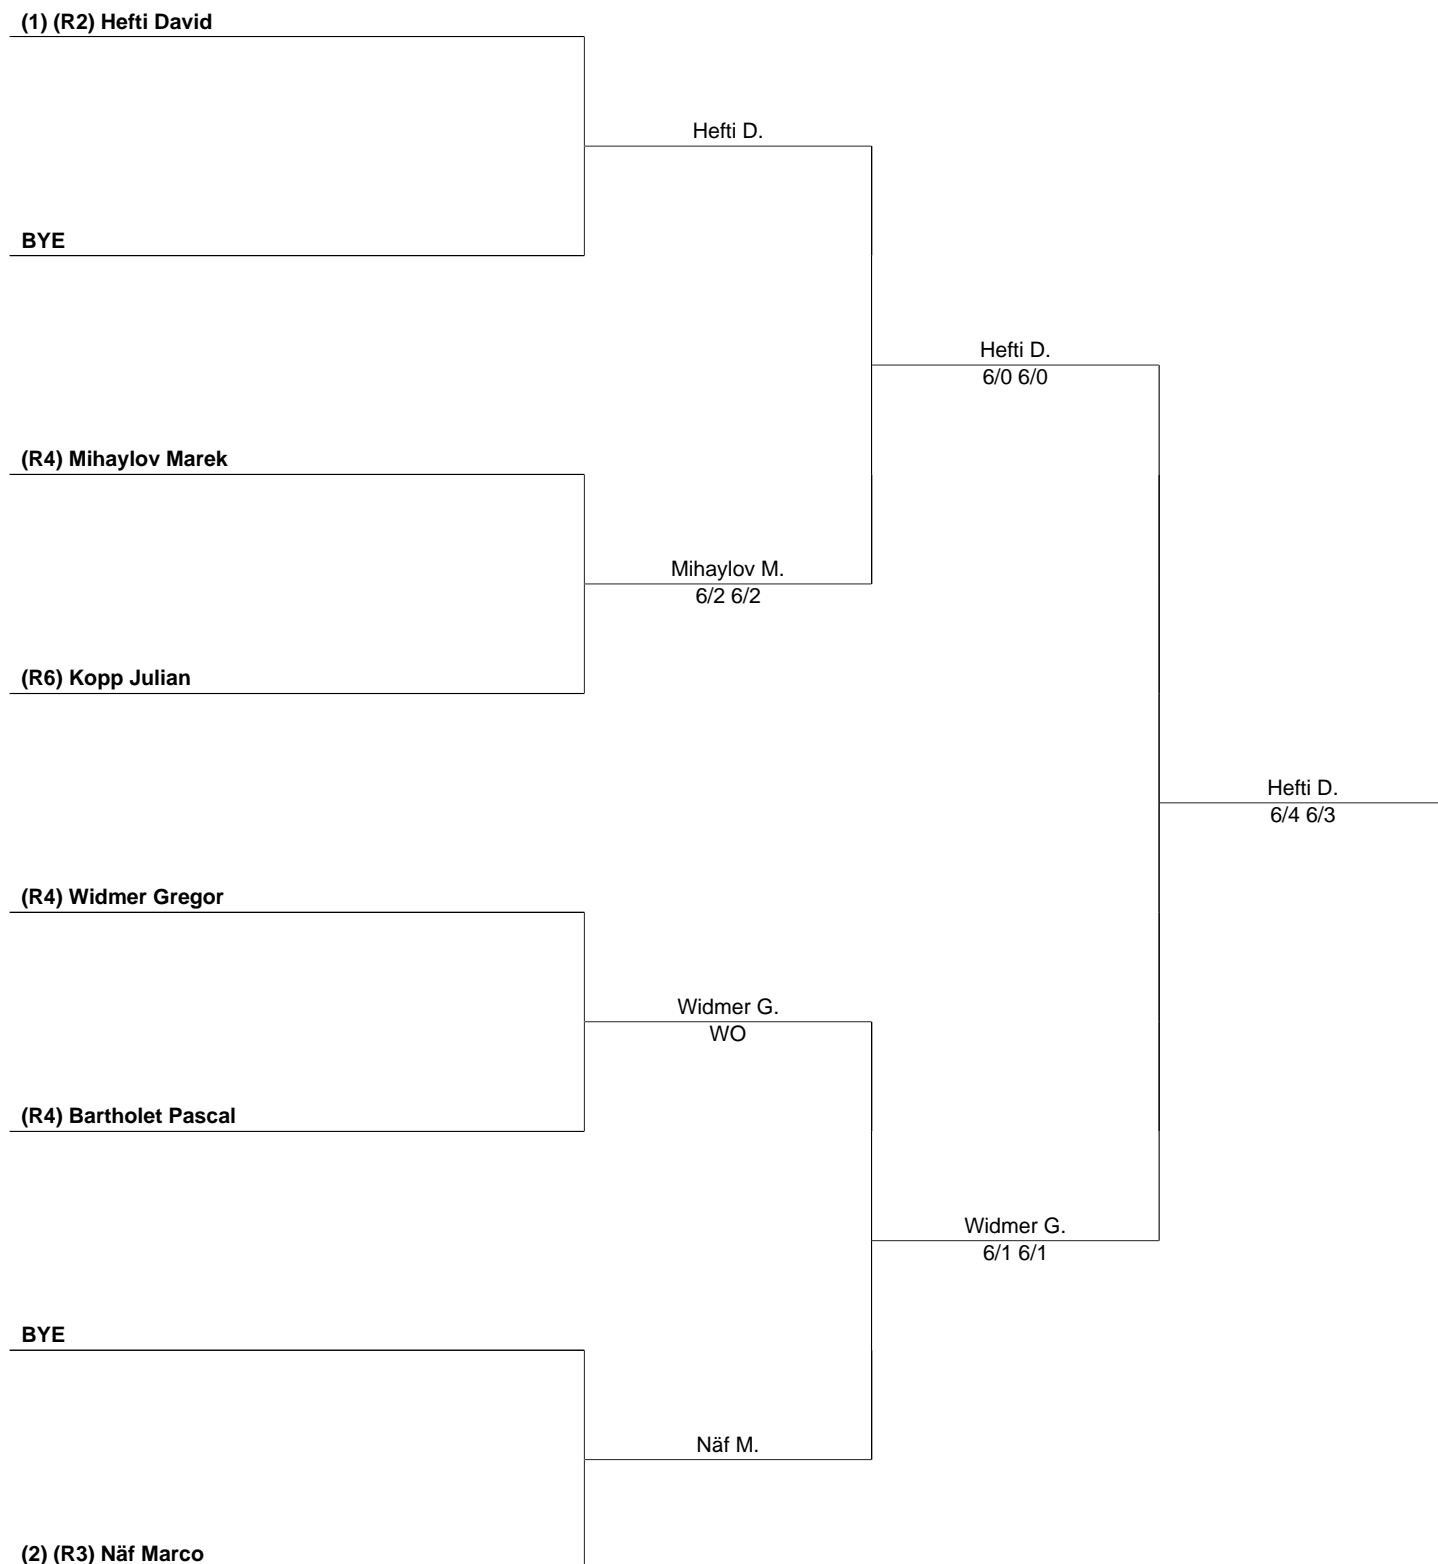 (1) (R2) Hefti David
Hefti D.
BYE
Hefti D.
6/0 6/0
(R4) Mihaylov Marek
Mihaylov M.
6/2 6/2
(R6) Kopp Julian
Hefti D.
6/4 6/3
(R4) Widmer Gregor
Widmer G.
WO
(R4) Bartholet Pascal
Widmer G.
6/1 6/1
BYE
Näf M.
(2) (R3) Näf Marco